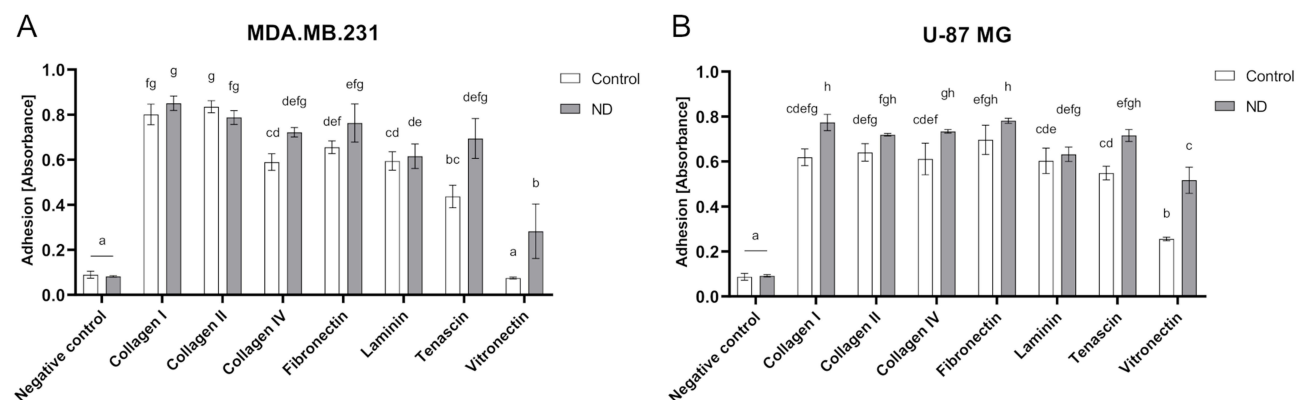 A
MDA.MB.231
Adhesion [Absorbance]
1.0
0.8
0.6
0.4
0.2
0.0
a
fg
g
g
fg
cd
defg
def
efg
cd
de
bc
defg
a
b
Negative control
Collagen I
Collagen II
Collagen IV
Fibronectin
Laminin
Tenascin
Vitronectin
Control
ND
B
U-87 MG
Adhesion [Absorbance]
1.0
0.8
0.6
0.4
0.2
0.0
a
cdefg
h
defg
fgh
cdef
gh
efgh
h
cde
defg
cd
efgh
b
c
Negative control
Collagen I
Collagen II
Collagen IV
Fibronectin
Laminin
Tenascin
Vitronectin
Control
ND